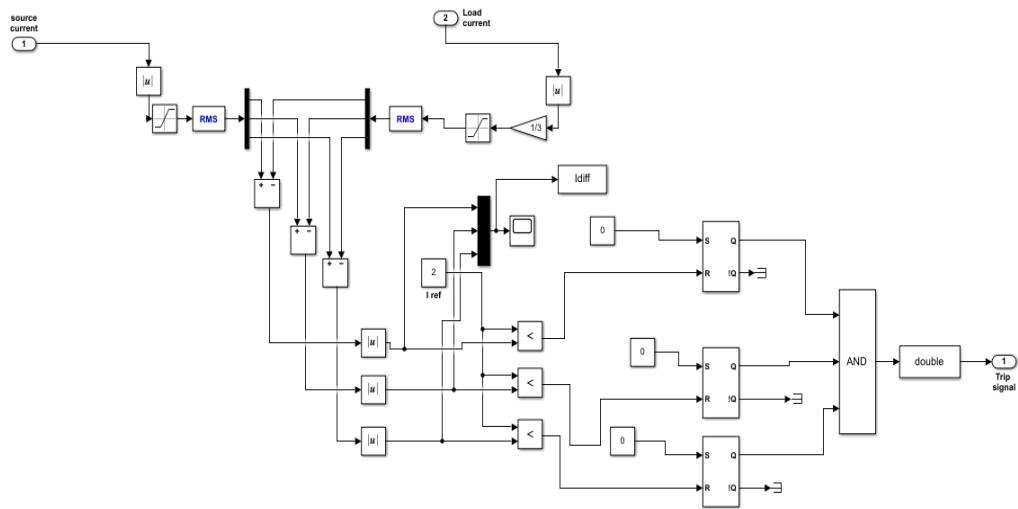 source
current
1
2
Load
current
|u|
|u|
RMS
RMS
1/3
+ −
+ −
+ −
Idiff
2
I ref
0
S Q
R !Q
|u|
<
0
S Q
R !Q
AND
double
1
Trip
signal
|u|
<
|u|
<
0
S Q
R !Q